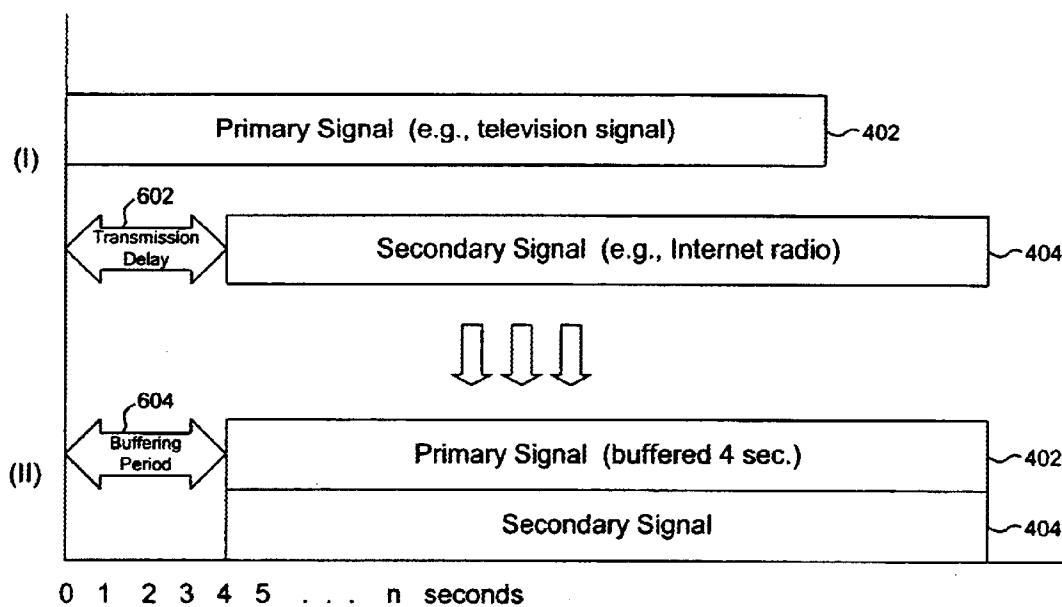 Primary Signal (e.g., television signal)
402
(I)
602
Transmission
Delay
Secondary Signal (e.g., Internet radio)
404
604
Buffering
Period
(II)
Primary Signal (buffered 4 sec.)
402
Secondary Signal
404
0 1 2 3 4 5 . . . n seconds